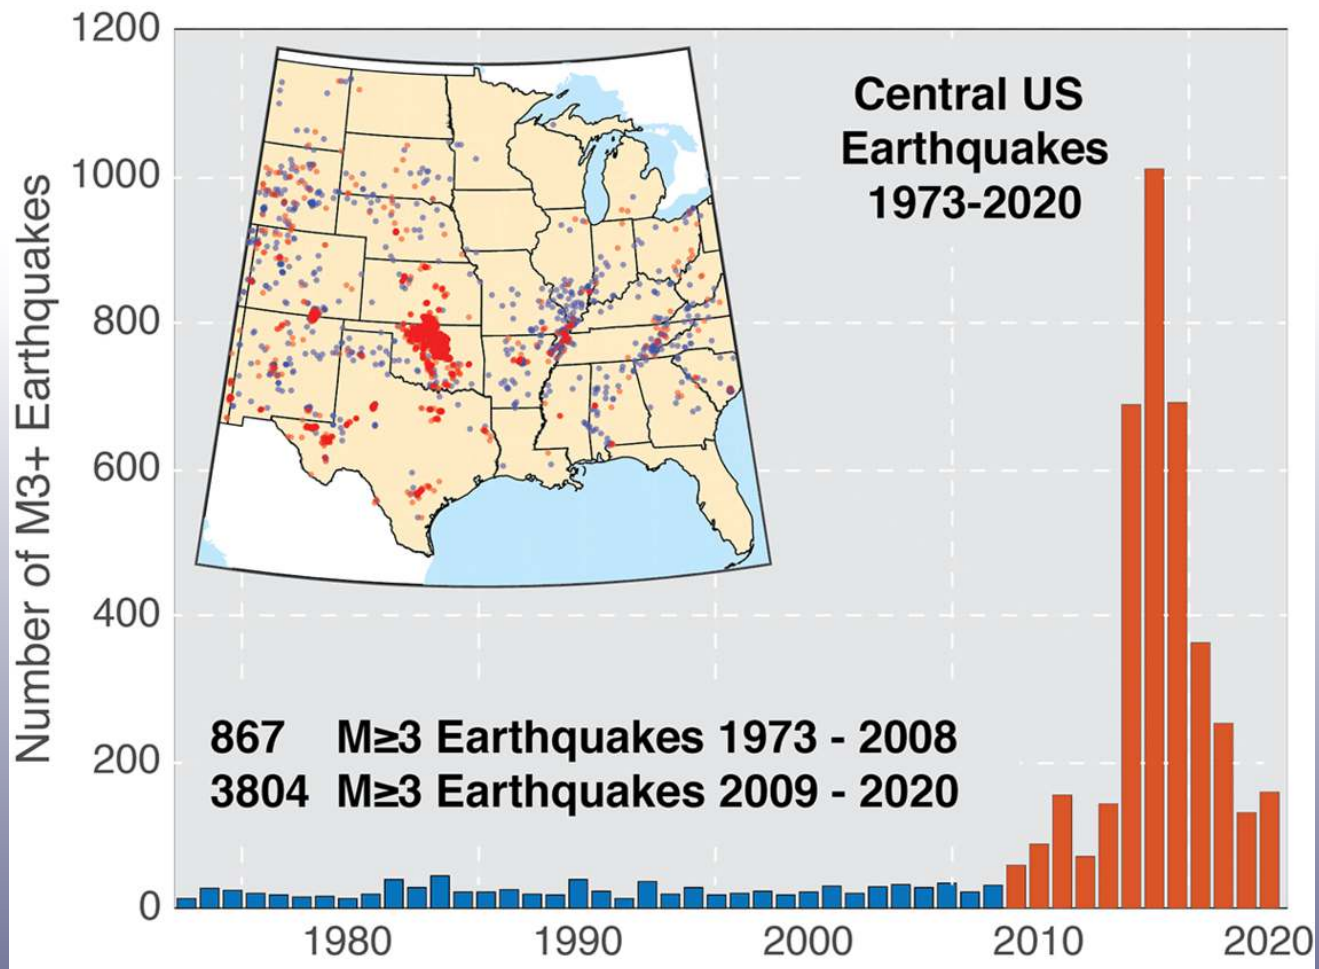 Number of M3+ Earthquakes
1200
1000
800
600
400
200
0
Central US
Earthquakes
1973-2020
867 M≥3 Earthquakes 1973 - 2008
3804 M≥3 Earthquakes 2009 - 2020
1980 1990 2000 2010 2020